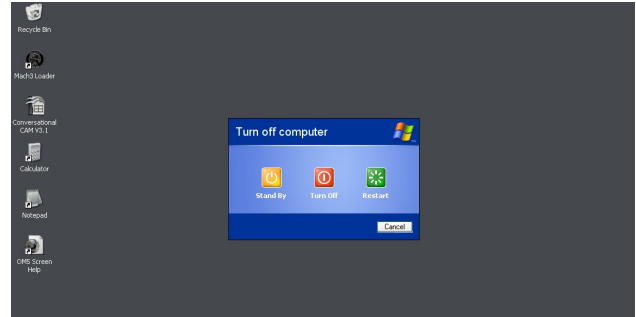 Recycle Bin
Mach3 Loader
Conversational
CAM V3.1
Calculator
Notepad
OMS Screen
Help
Turn off computer
Stand By
Turn Off
Restart
Cancel